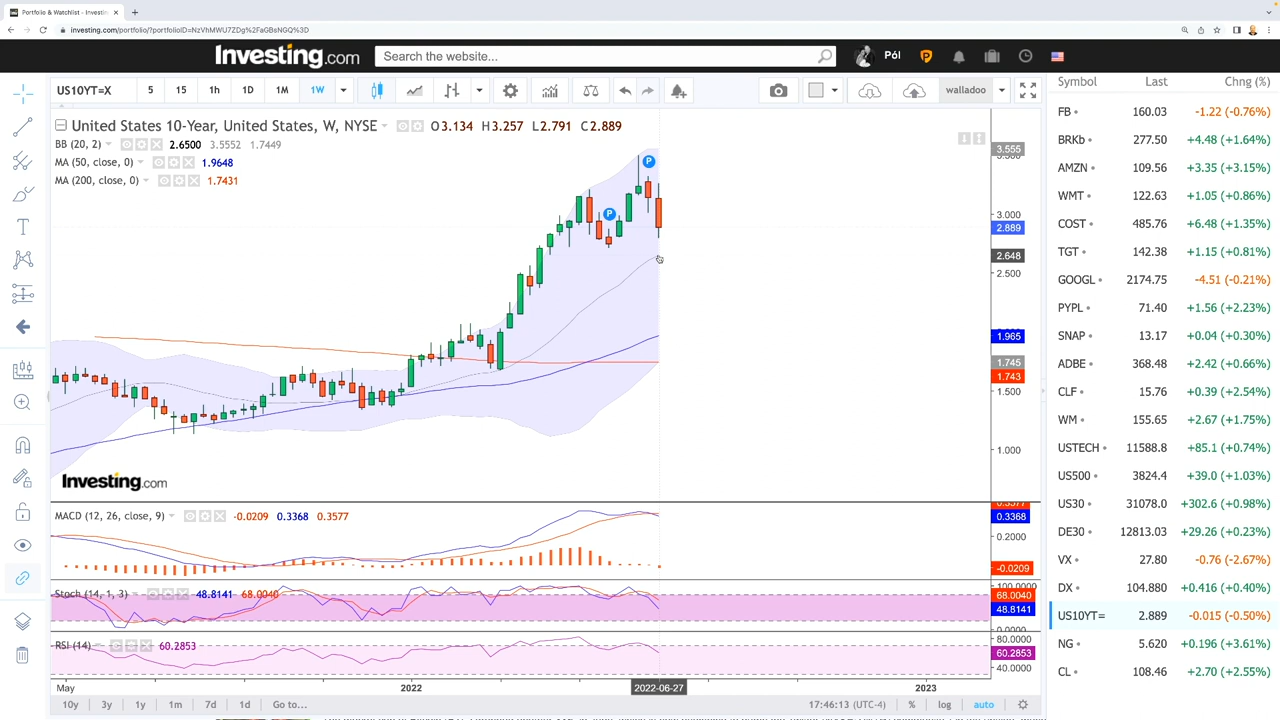 Portfolio & Watchlist - Investin
investing.com/portfolio/?portfolioID=NzVhMWU7ZDg%2FaGBsNGQ%3D
Investing.com
Search the website...
Pól
US10YT=X
5
15
1h
1D
1M
1W
walladoo
United States 10-Year, United States, W, NYSE
O3.134 H3.257 L2.791 C2.889
BB (20, 2)
2.6500 3.5552 1.7449
MA (50, close, 0)
1.9648
MA (200, close, 0)
1.7431
P
P
3.555
3.500
3.000
2.889
2.648
2.500
1.965
1.745
1.743
1.500
1.000
Investing.com
MACD (12, 26, close, 9)
-0.0209 0.3368 0.3577
0.3577
0.3368
0.2000
-0.0209
Stoch (14, 1, 3)
48.8141 68.0040
100.0000
68.0040
48.8141
0.0000
RSI (14)
60.2853
80.0000
60.2853
40.0000
May
2022
2022-06-27
2023
10y
3y
1y
1m
7d
1d
Go to...
17:46:13 (UTC-4)
%
log
auto
Symbol Last Chng (%)
FB 160.03 -1.22 (-0.76%)
BRKb 277.50 +4.48 (+1.64%)
AMZN 109.56 +3.35 (+3.15%)
WMT 122.63 +1.05 (+0.86%)
COST 485.76 +6.48 (+1.35%)
TGT 142.38 +1.15 (+0.81%)
GOOGL 2174.75 -4.51 (-0.21%)
PYPL 71.40 +1.56 (+2.23%)
SNAP 13.17 +0.04 (+0.30%)
ADBE 368.48 +2.42 (+0.66%)
CLF 15.76 +0.39 (+2.54%)
WM 155.65 +2.67 (+1.75%)
USTECH 11588.8 +85.1 (+0.74%)
US500 3824.4 +39.0 (+1.03%)
US30 31078.0 +302.6 (+0.98%)
DE30 12813.03 +29.26 (+0.23%)
VX 27.80 -0.76 (-2.67%)
DX 104.880 +0.416 (+0.40%)
US10YT= 2.889 -0.015 (-0.50%)
NG 5.620 +0.196 (+3.61%)
CL 108.46 +2.70 (+2.55%)